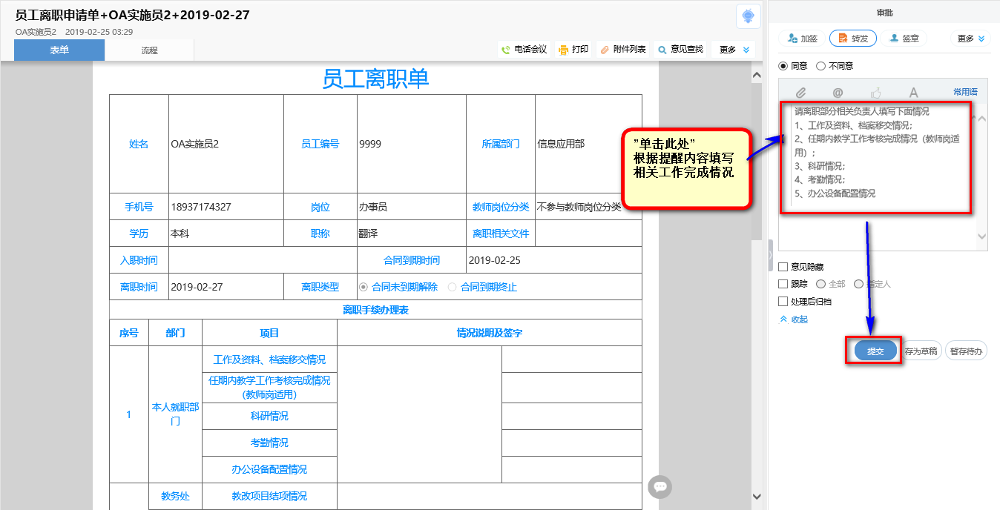 员工离职申请单+OA实施员2+2019-02-27
OA实施员2 2019-02-25 03:29
表单 流程
电话会议 打印 附件列表 意见查找 更多
员工离职单
姓名 OA实施员2 员工编号 9999 所属部门 信息应用部
手机号 18937174327 岗位 办事员 教师岗位分类 不参与教师岗位分类
学历 本科 职称 翻译 离职相关文件
入职时间 合同到期时间 2019-02-25
离职时间 2019-02-27 离职类型 合同未到期解除 合同到期终止
离职手续办理表
序号 部门 项目 情况说明及签字
1
本人就职部
门
工作及资料、档案移交情况
任期内教学工作考核完成情况
（教师岗适用）
科研情况
考勤情况
办公设备配置情况
教务处 教改项目结项情况
"单击此处"
根据提醒内容填写
相关工作完成情况
审批
加签 转发 签章 更多
同意 不同意
@ A 常用语
请离职部分相关负责人填写下面情况
1、工作及资料、档案移交情况；
2、任期内教学工作考核完成情况（教师岗适
用）；
3、科研情况；
4、考勤情况；
5、办公设备配置情况
意见隐藏
跟踪 全部 指定人
处理后归档
收起
提交 存为草稿 暂存待办